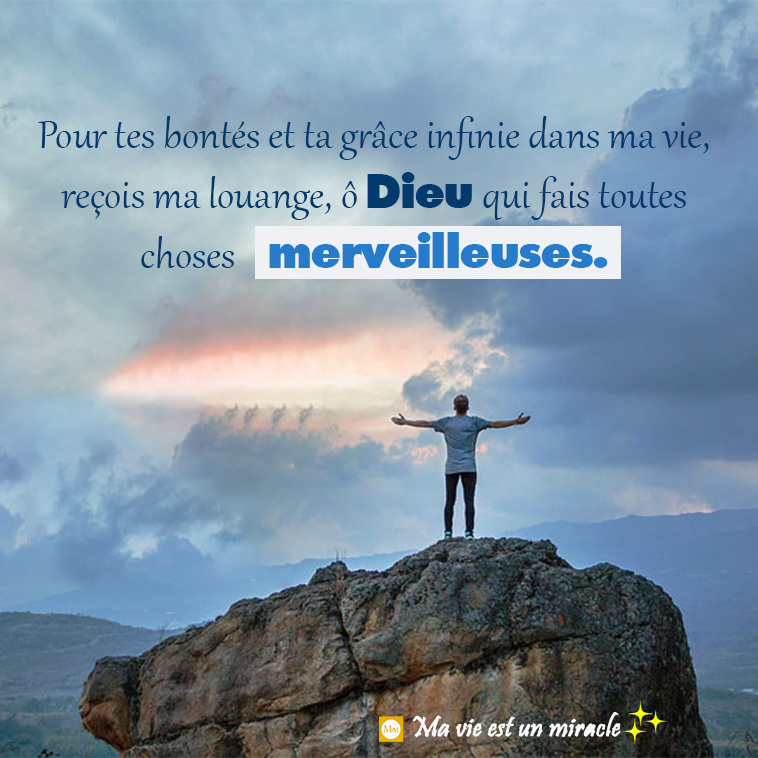 Pour tes bontés et ta grâce infinie dans ma vie,
reçois ma louange, ô Dieu qui fais toutes
choses merveilleuses.
MM Ma vie est un miracle